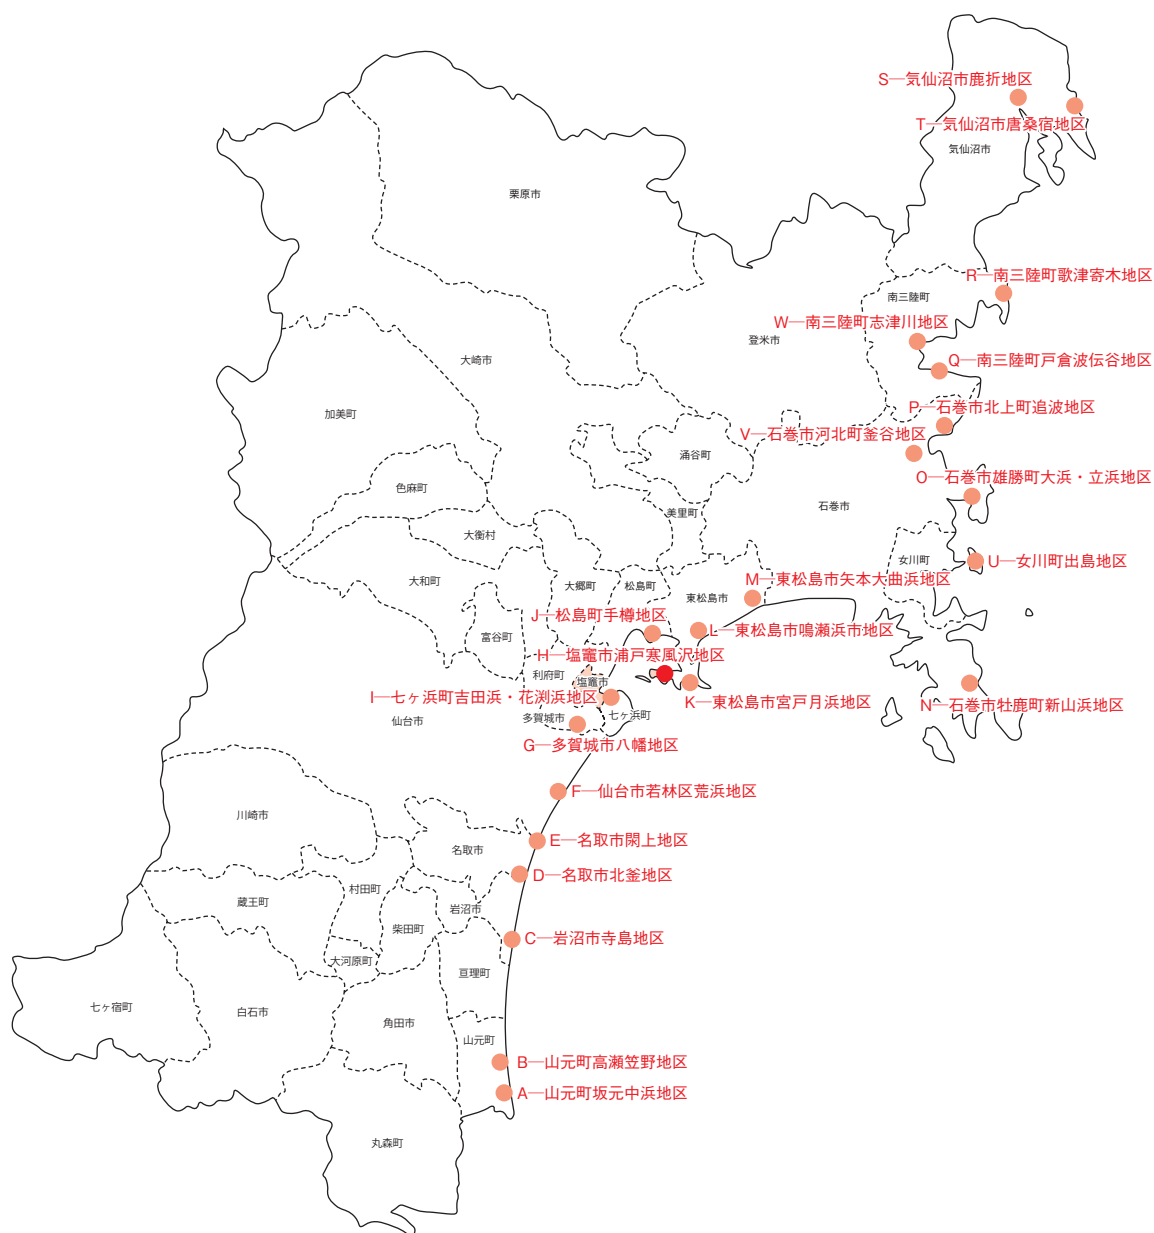 S―気仙沼市鹿折地区
T―気仙沼市唐桑宿地区
気仙沼市
栗原市
R―南三陸町歌津寄木地区
南三陸町
W―南三陸町志津川地区
登米市
大崎市
Q―南三陸町戸倉波伝谷地区
加美町
P―石巻市北上町追波地区
V―石巻市河北町釜谷地区
涌谷町
O―石巻市雄勝町大浜・立浜地区
色麻町
石巻市
美里町
大衡村
女川町
U―女川町出島地区
大和町
大郷町
松島町
M―東松島市矢本大曲浜地区
東松島市
J―松島町手樽地区
L―東松島市鳴瀬浜市地区
富谷町
H―塩竈市浦戸寒風沢地区
利府町
塩竈市
I―七ヶ浜町吉田浜・花渕浜地区
K―東松島市宮戸月浜地区
N―石巻市牡鹿町新山浜地区
仙台市
多賀城市
七ヶ浜町
G―多賀城市八幡地区
F―仙台市若林区荒浜地区
川崎市
E―名取市閖上地区
名取市
D―名取市北釜地区
村田町
蔵王町
岩沼市
柴田町
C―岩沼市寺島地区
大河原町
亘理町
七ヶ宿町
白石市
角田市
山元町
B―山元町高瀬笠野地区
A―山元町坂元中浜地区
丸森町